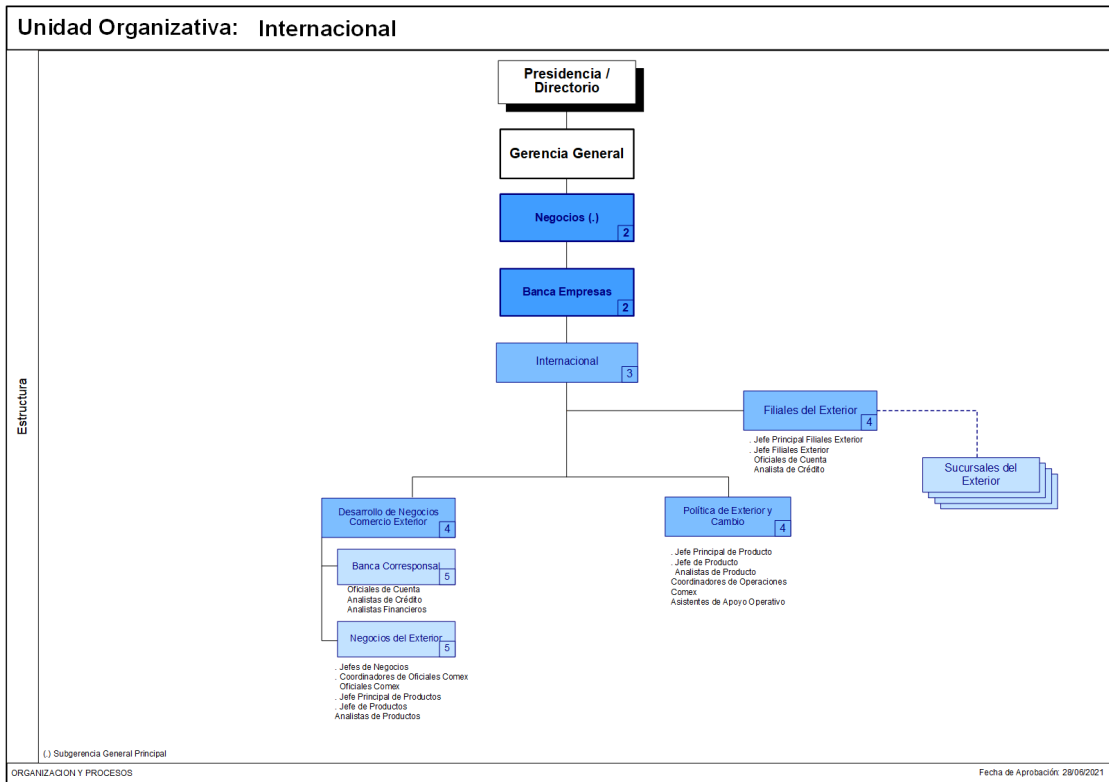 Unidad Organizativa: Internacional
Presidencia /
Directorio
Gerencia General
Negocios (.)
2
Banca Empresas
2
Internacional
3
Estructura
Filiales del Exterior
4
. Jefe Principal Filiales Exterior
. Jefe Filiales Exterior
Oficiales de Cuenta
Analista de Crédito
Sucursales del
Exterior
Desarrollo de Negocios
Comercio Exterior
4
Banca Corresponsal
5
Oficiales de Cuenta
Analistas de Crédito
Analistas Financieros
Negocios del Exterior
5
. Jefes de Negocios
. Coordinadores de Oficiales Comex
Oficiales Comex
. Jefe Principal de Productos
. Jefe de Productos
Analistas de Productos
Política de Exterior y
Cambio
4
. Jefe Principal de Producto
. Jefe de Producto
Analistas de Producto
Coordinadores de Operaciones
Comex
Asistentes de Apoyo Operativo
(.) Subgerencia General Principal
ORGANIZACION Y PROCESOS
Fecha de Aprobación: 28/06/2021